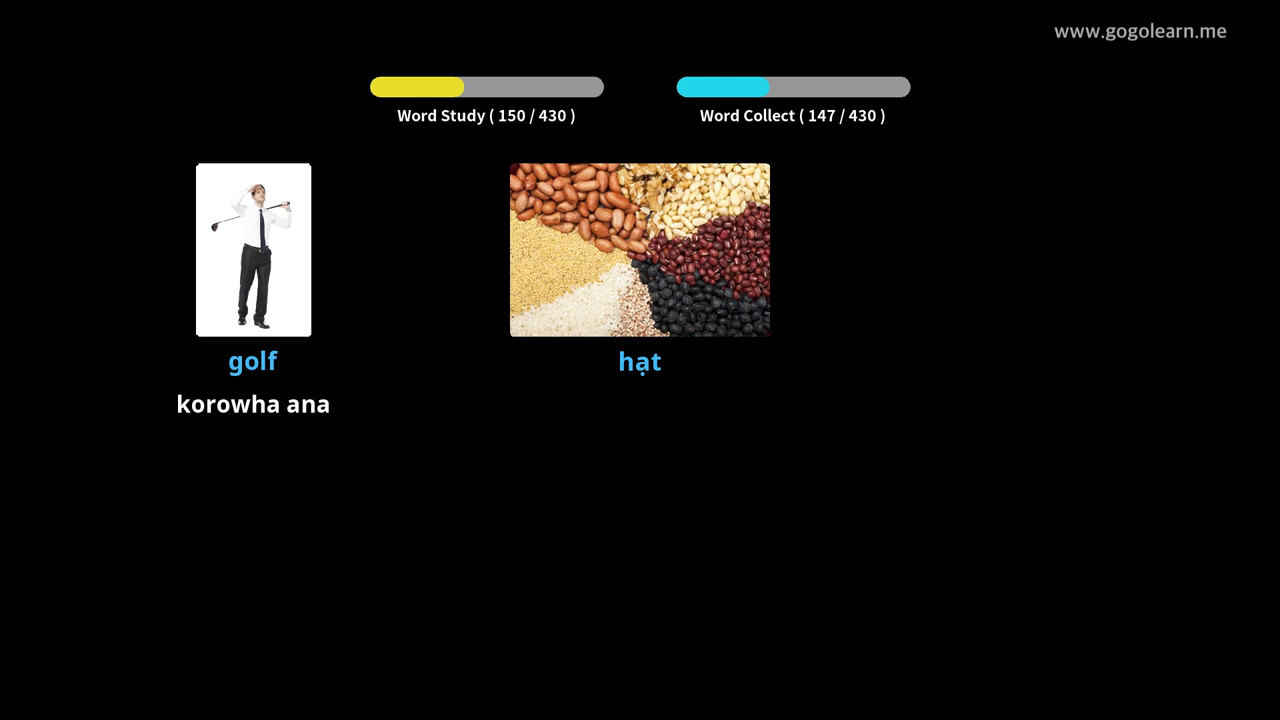 www.gogolearn.me
Word Study ( 150 / 430 )
Word Collect ( 147 / 430 )
golf
hạt
korowha ana